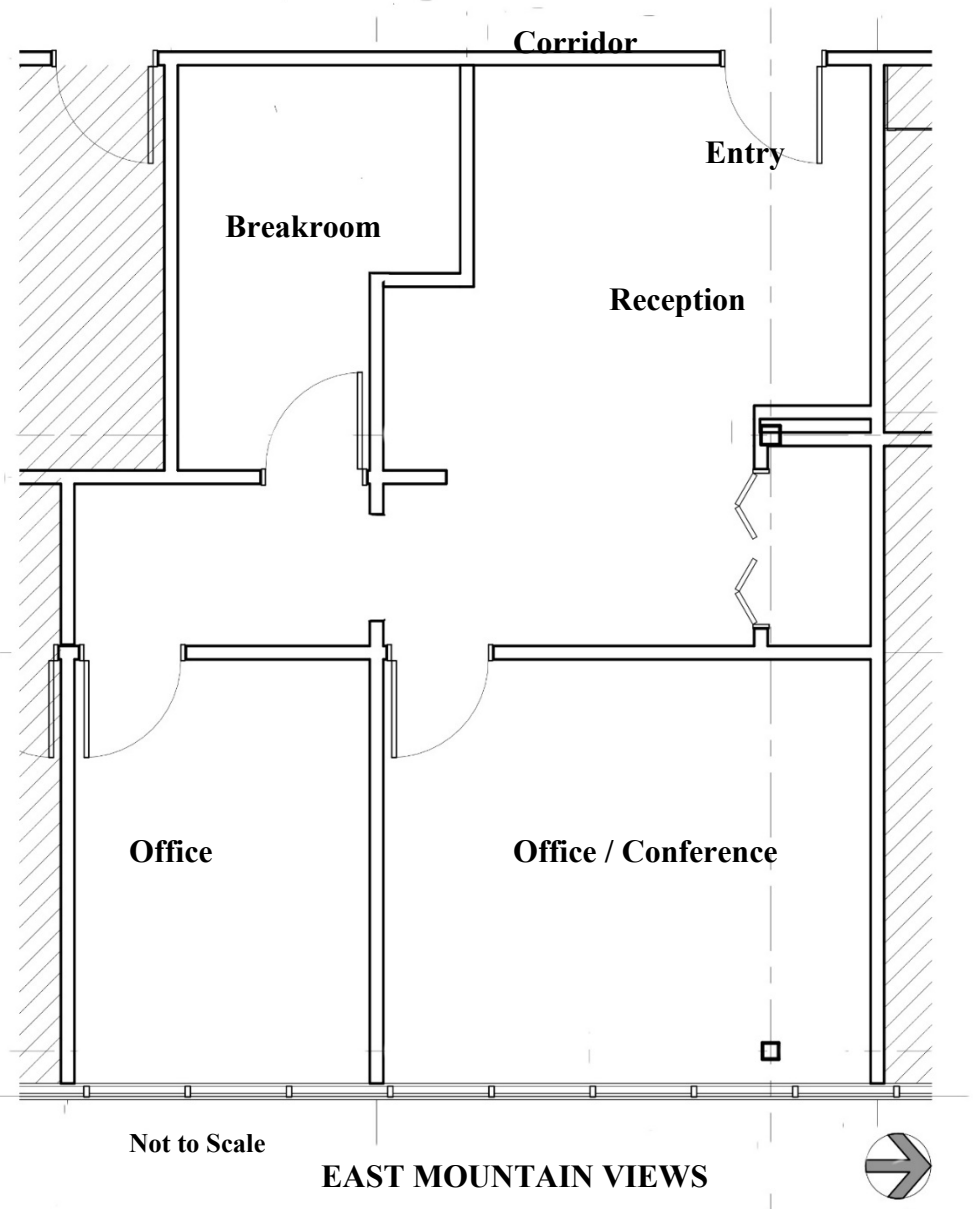 Corridor
Entry
Breakroom
Reception
Office
Office / Conference
Not to Scale
EAST MOUNTAIN VIEWS